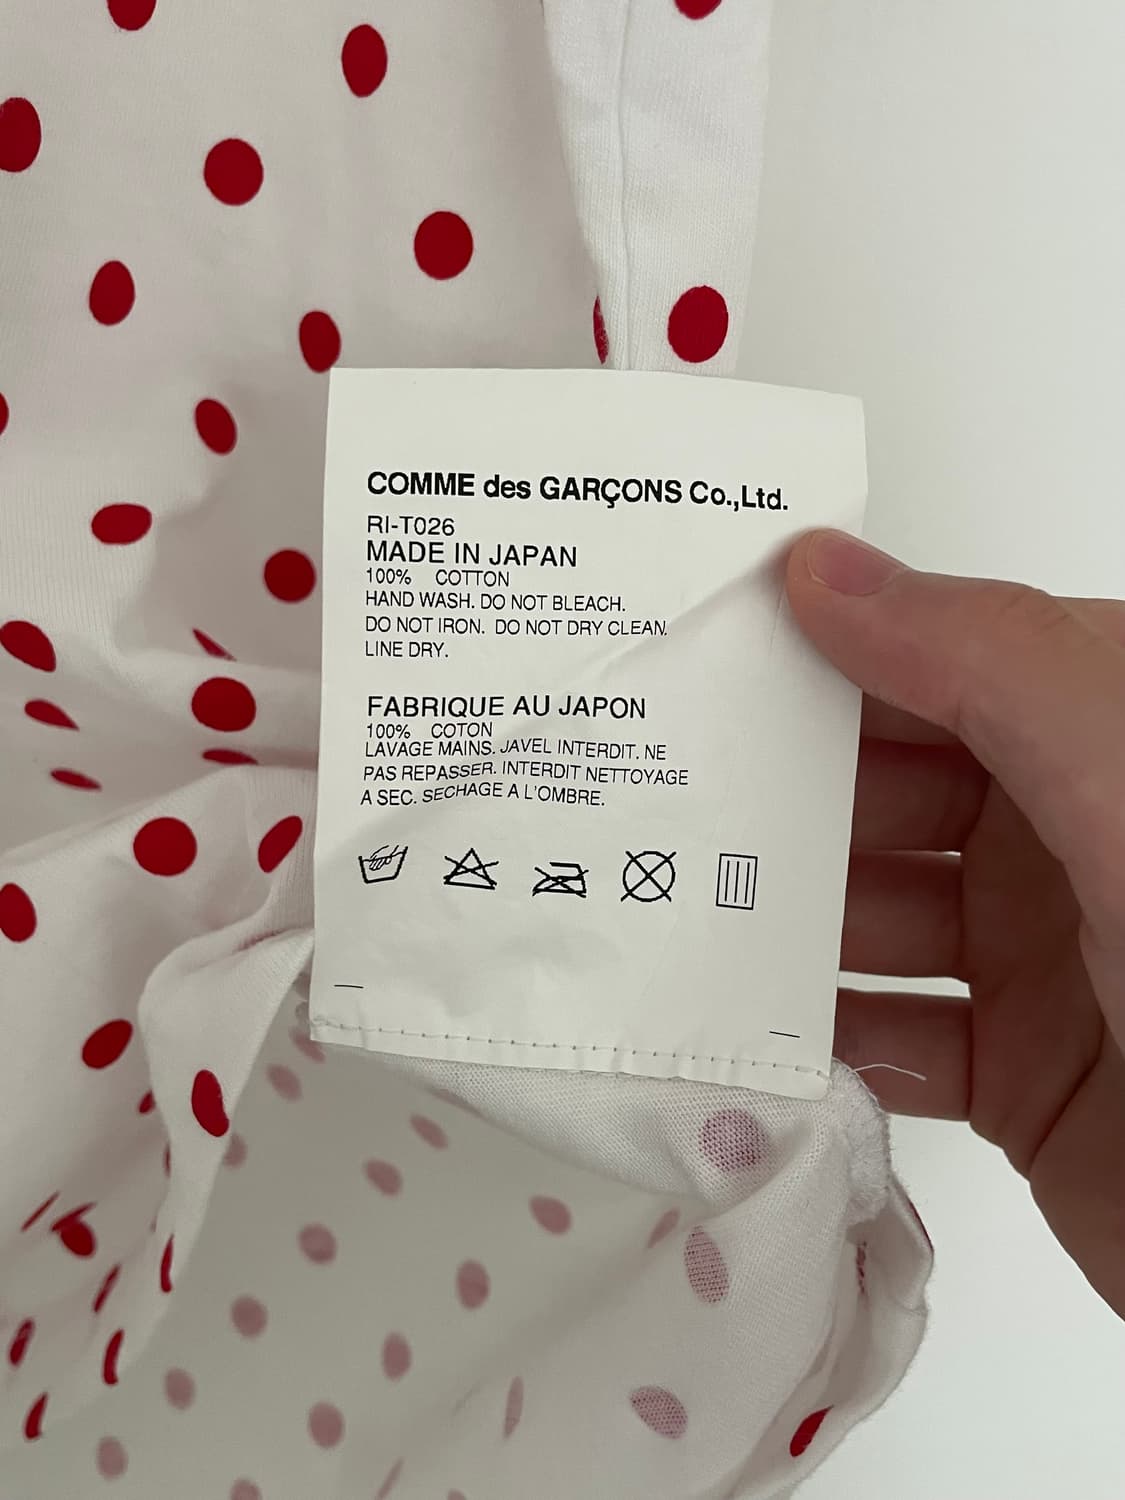 COMME des GARÇONS Co.,Ltd.
RI-T026
MADE IN JAPAN
100% COTTON
HAND WASH. DO NOT BLEACH.
DO NOT IRON. DO NOT DRY CLEAN.
LINE DRY.
FABRIQUE AU JAPON
100% COTON
LAVAGE MAINS. JAVEL INTERDIT. NE
PAS REPASSER. INTERDIT NETTOYAGE
A SEC. SECHAGE A L'OMBRE.